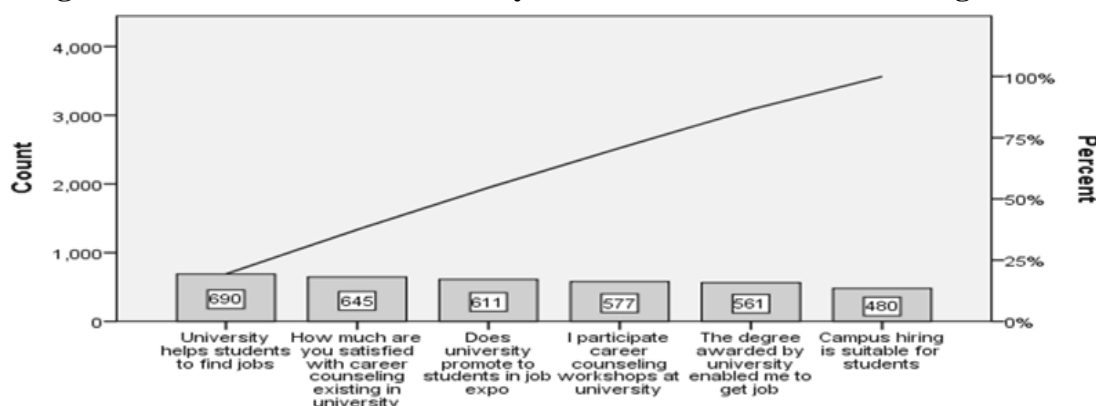 4,000
3,000
2,000
1,000
0
Count
100%
75%
50%
25%
0%
Percent
690
645
611
577
561
480
University
helps students
to find jobs
How much are
you satisfied
with career
counseling
existing in
university
Does
university
promote to
students in job
expo
I participate
career
counseling
workshops at
university
The degree
awarded by
university
enabled me to
get job
Campus hiring
is suitable for
students